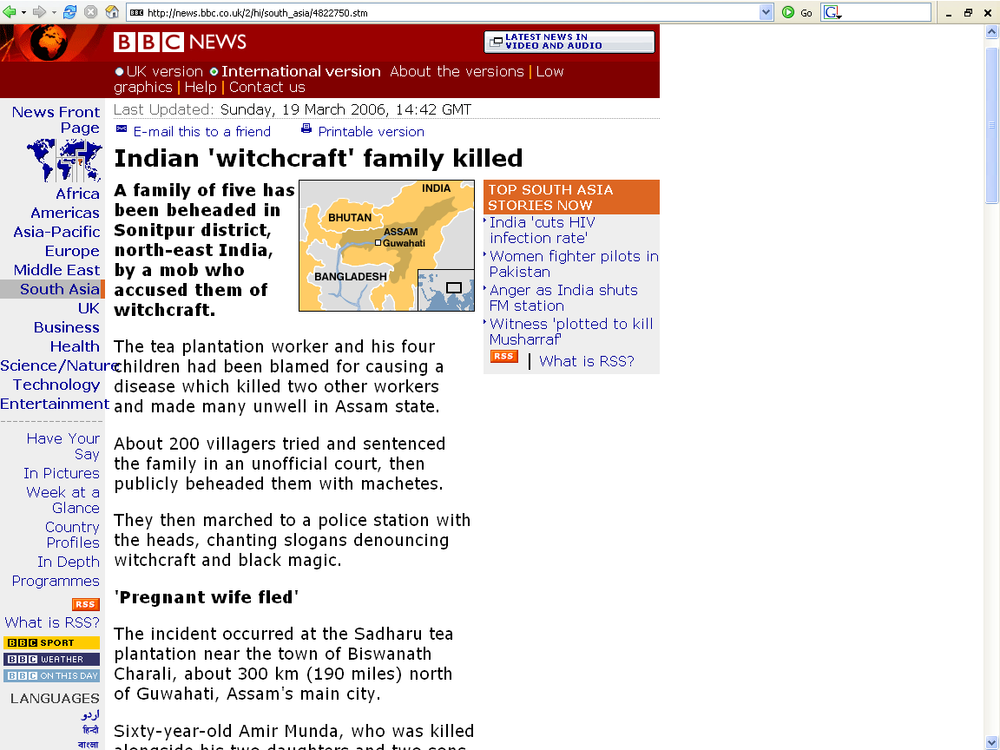 http://news.bbc.co.uk/2/hi/south_asia/4822750.stm
Go
G
BBC NEWS
LATEST NEWS IN
VIDEO AND AUDIO
UK version International version About the versions | Low
graphics | Help | Contact us
News Front
Page
Africa
Americas
Asia-Pacific
Europe
Middle East
South Asia
UK
Business
Health
Science/Nature
Technology
Entertainment
Have Your
Say
In Pictures
Week at a
Glance
Country
Profiles
In Depth
Programmes
RSS
What is RSS?
BBC SPORT
BBC WEATHER
BBC ON THIS DAY
LANGUAGES
اردو
हिन्दी
বাংলা
Last Updated: Sunday, 19 March 2006, 14:42 GMT
E-mail this to a friend Printable version
Indian 'witchcraft' family killed
A family of five has
been beheaded in
Sonitpur district,
north-east India,
by a mob who
accused them of
witchcraft.
INDIA
BHUTAN
ASSAM
Guwahati
BANGLADESH
The tea plantation worker and his four
children had been blamed for causing a
disease which killed two other workers
and made many unwell in Assam state.
About 200 villagers tried and sentenced
the family in an unofficial court, then
publicly beheaded them with machetes.
They then marched to a police station with
the heads, chanting slogans denouncing
witchcraft and black magic.
'Pregnant wife fled'
The incident occurred at the Sadharu tea
plantation near the town of Biswanath
Charali, about 300 km (190 miles) north
of Guwahati, Assam's main city.
Sixty-year-old Amir Munda, who was killed
alongside his two daughters and two sons
TOP SOUTH ASIA
STORIES NOW
India 'cuts HIV
infection rate'
Women fighter pilots in
Pakistan
Anger as India shuts
FM station
Witness 'plotted to kill
Musharraf'
RSS | What is RSS?